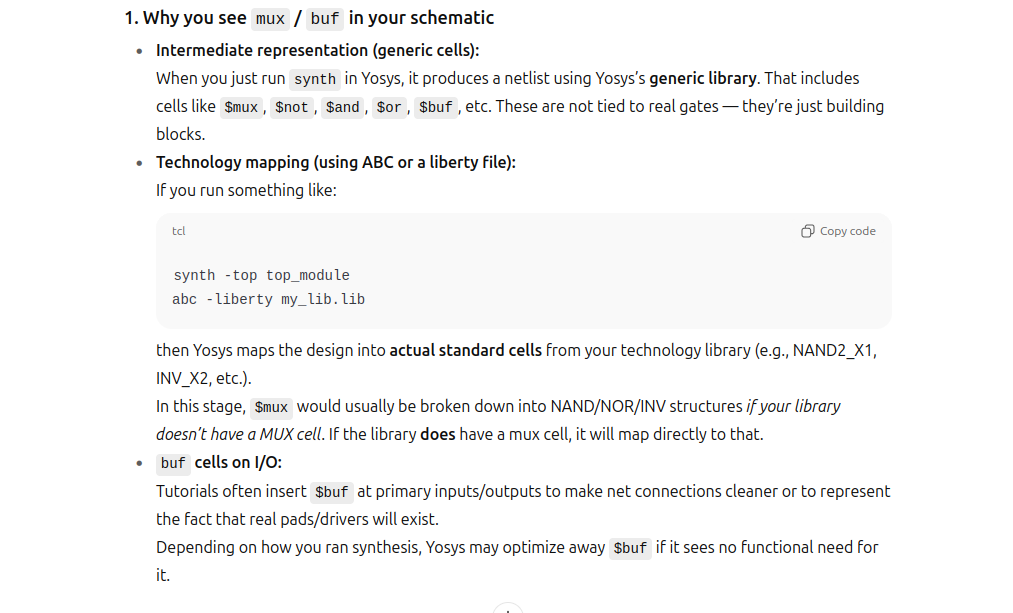 1. Why you see mux / buf in your schematic
• Intermediate representation (generic cells):
When you just run synth in Yosys, it produces a netlist using Yosys’s generic library. That includes
cells like $mux, $not, $and, $or, $buf, etc. These are not tied to real gates — they’re just building
blocks.
• Technology mapping (using ABC or a liberty file):
If you run something like:
tcl
Copy code
synth -top top_module
abc -liberty my_lib.lib
then Yosys maps the design into actual standard cells from your technology library (e.g., NAND2_X1,
INV_X2, etc.).
In this stage, $mux would usually be broken down into NAND/NOR/INV structures if your library
doesn’t have a MUX cell. If the library does have a mux cell, it will map directly to that.
• buf cells on I/O:
Tutorials often insert $buf at primary inputs/outputs to make net connections cleaner or to represent
the fact that real pads/drivers will exist.
Depending on how you ran synthesis, Yosys may optimize away $buf if it sees no functional need for
it.